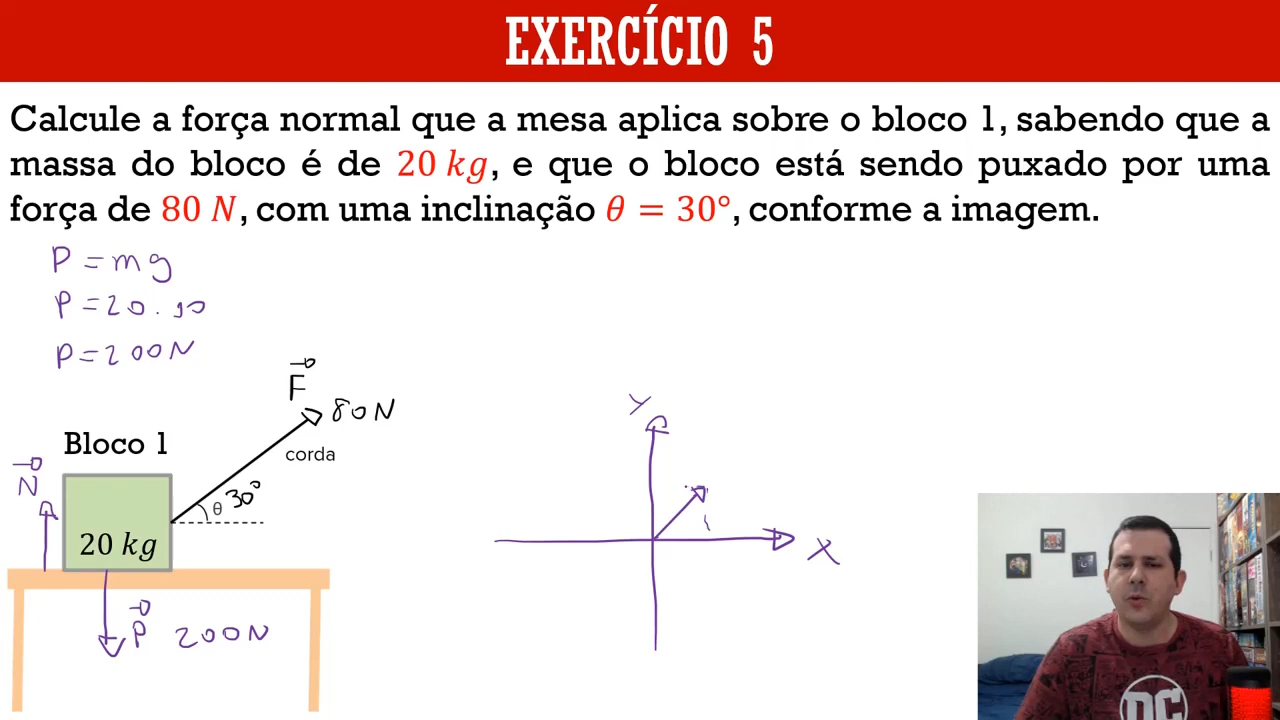 EXERCÍCIO 5
Calcule a força normal que a mesa aplica sobre o bloco 1, sabendo que a
massa do bloco é de 20 kg, e que o bloco está sendo puxado por uma
força de 80 N, com uma inclinação θ = 30°, conforme a imagem.
P = mg
P = 20.10
P = 200N
F
80N
corda
Bloco 1
N
θ 30°
20 kg
P 200N
Y
X
DC